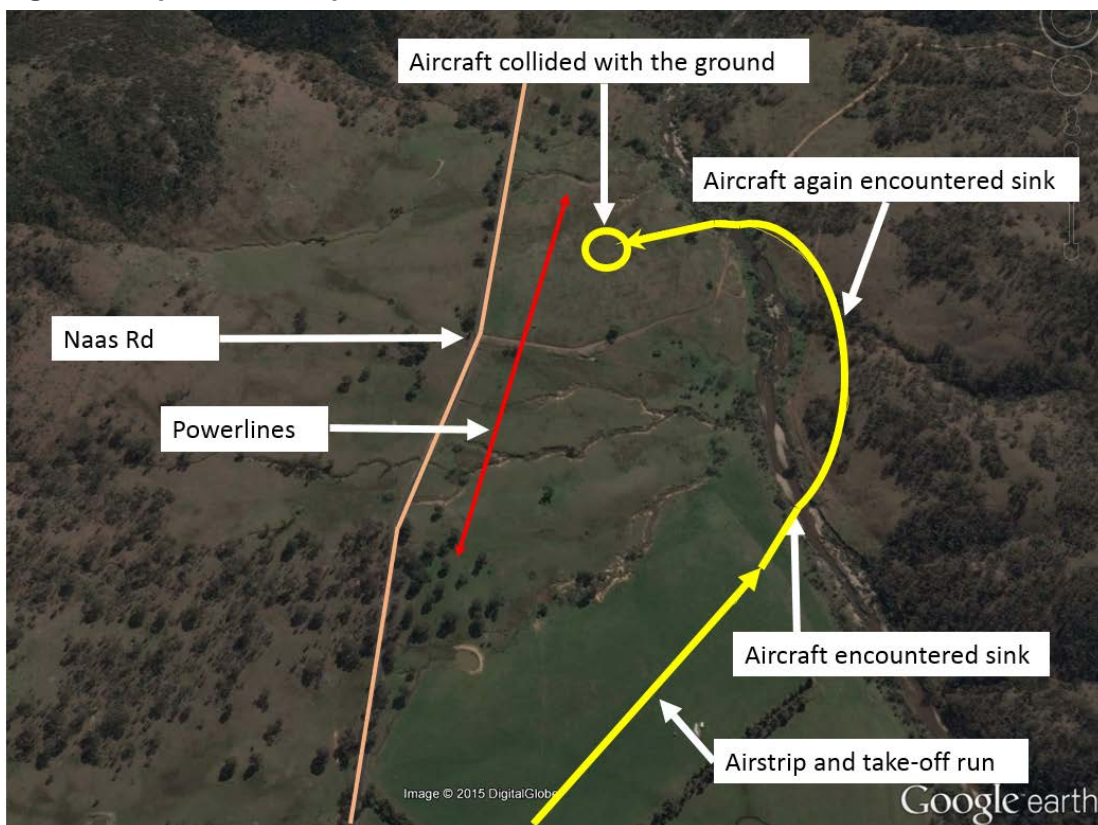 Aircraft collided with the ground
Aircraft again encountered sink
Naas Rd
Powerlines
Aircraft encountered sink
Airstrip and take-off run
Image © 2015 DigitalGlobe
Google earth